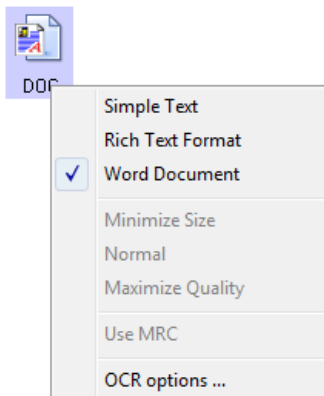 DOC
Simple Text
Rich Text Format
Word Document
Minimize Size
Normal
Maximize Quality
Use MRC
OCR options ...